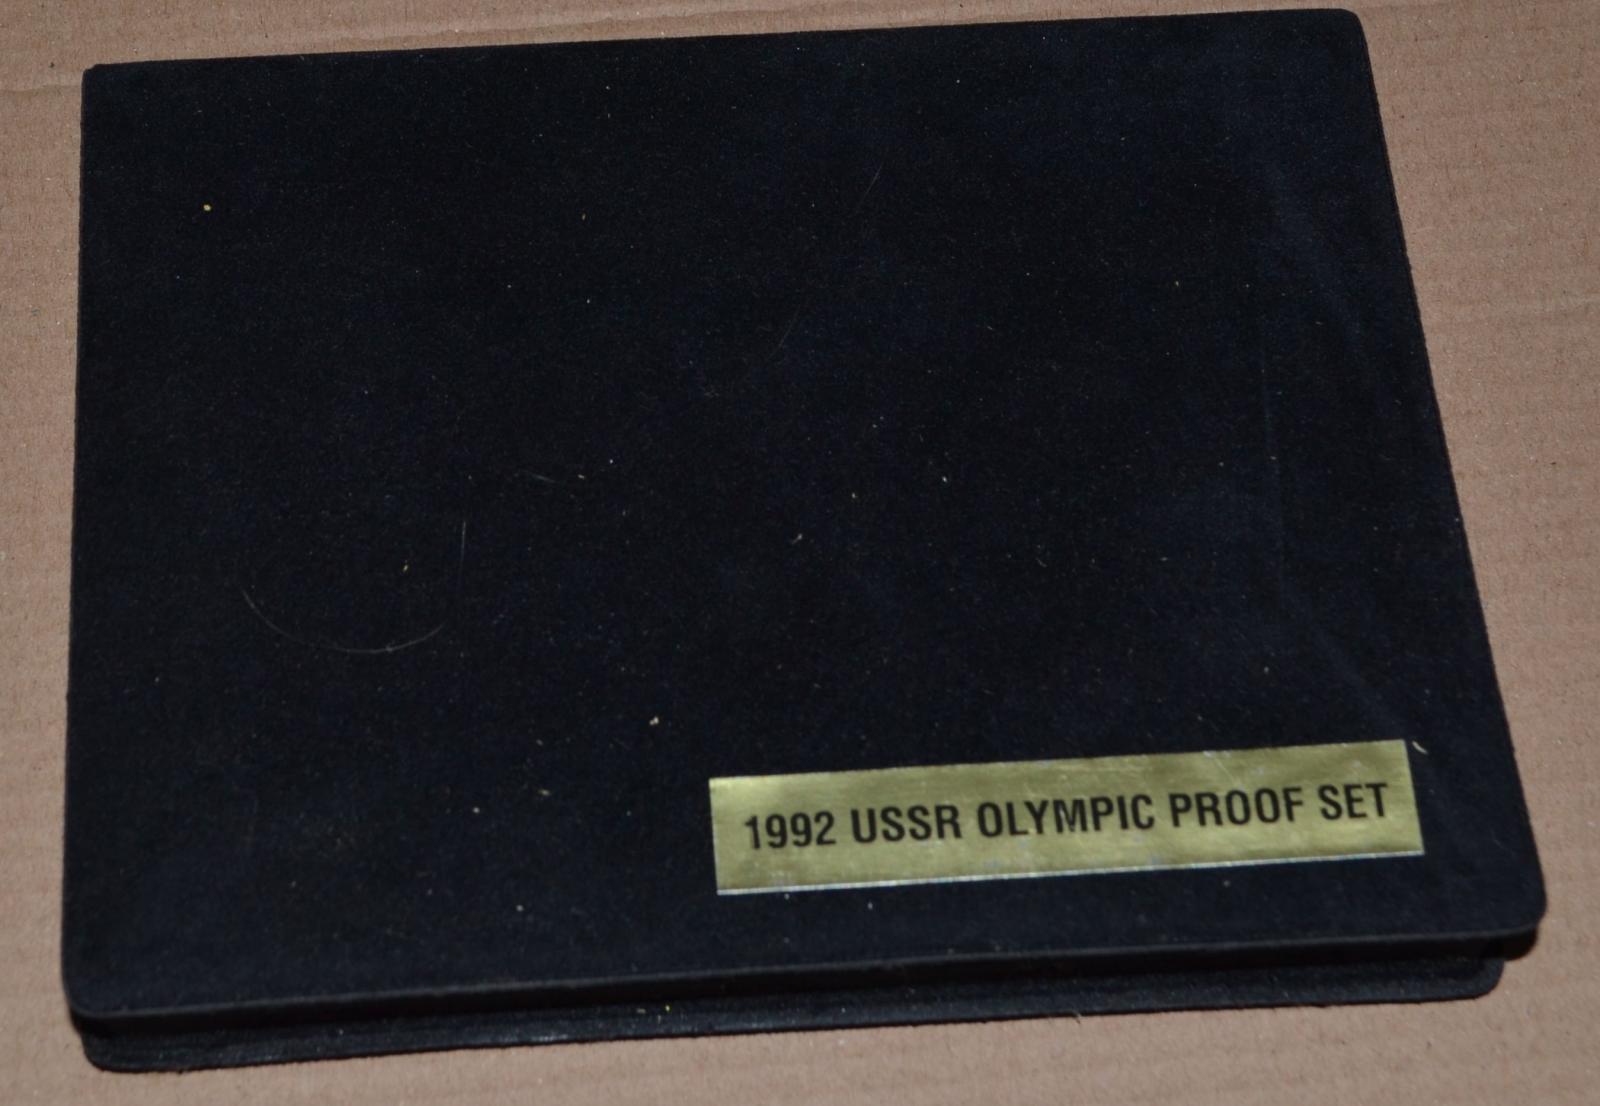 1992 USSR OLYMPIC PROOF SET